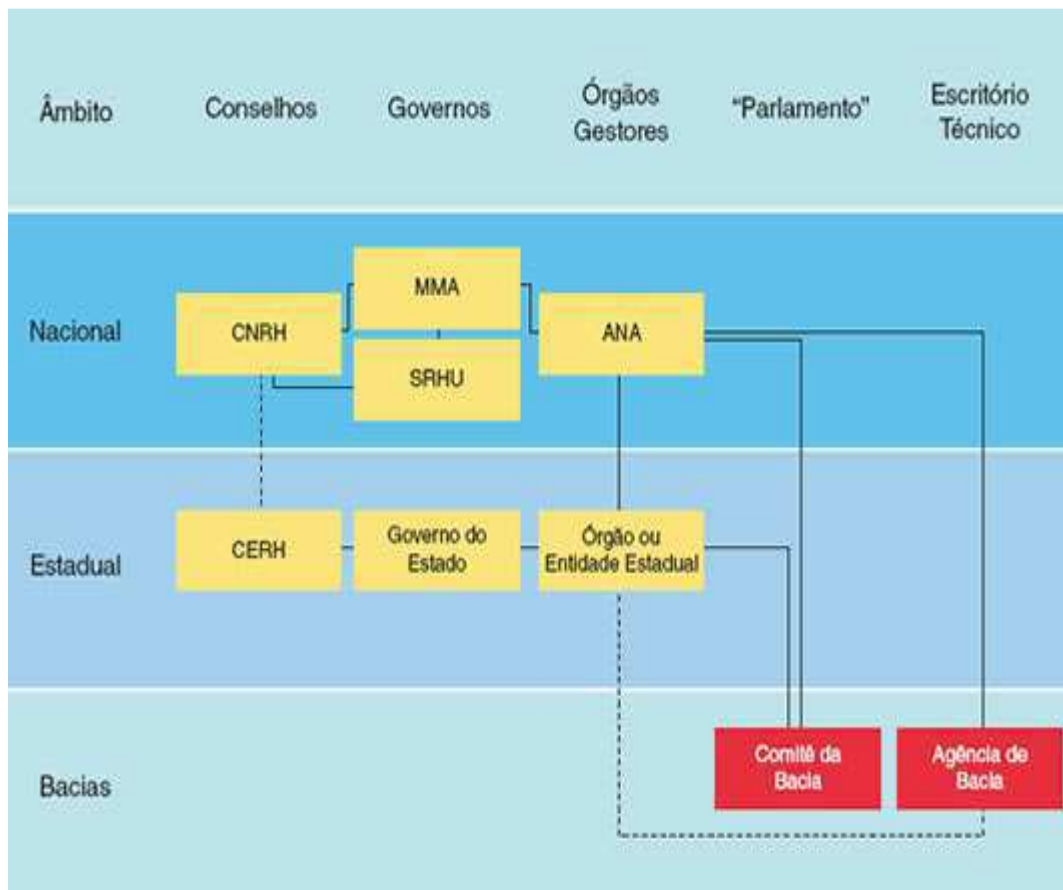 Âmbito
Conselhos
Governos
Órgãos
Gestores
“Parlamento”
Escritório
Técnico
Nacional
CNRH
MMA
SRHU
ANA
Estadual
CERH
Governo do
Estado
Órgão ou
Entidade Estadual
Bacias
Comitê da
Bacia
Agência de
Bacia